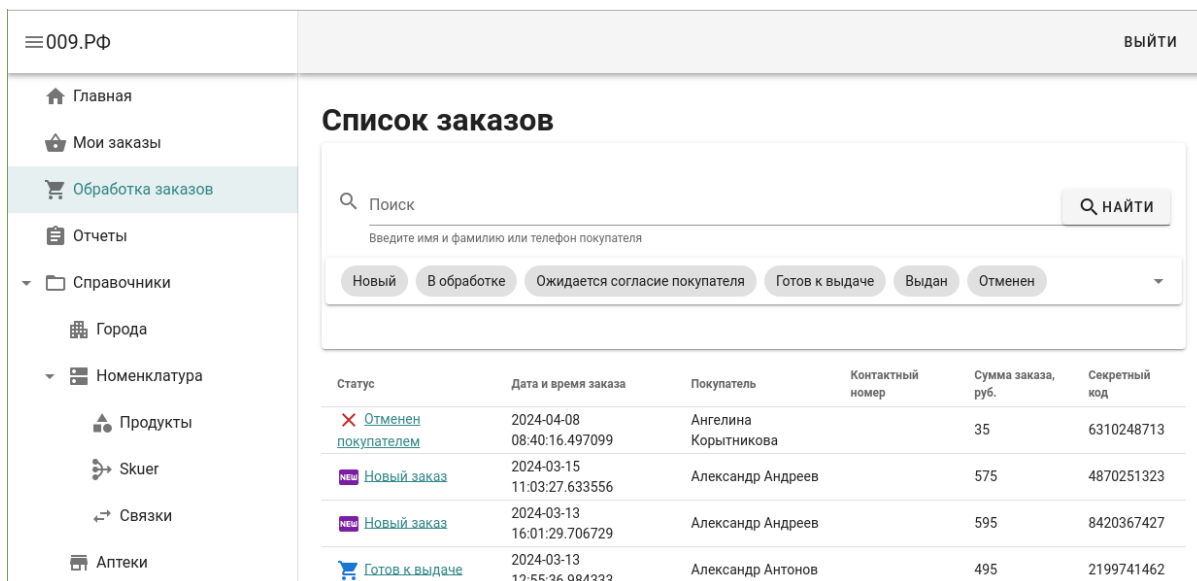 009.РФ
ВЫЙТИ
Главная
Мои заказы
Обработка заказов
Отчеты
Справочники
Города
Номенклатура
Продукты
Skuer
Связки
Аптеки
Список заказов
Поиск
НАЙТИ
Введите имя и фамилию или телефон покупателя
Новый В обработке Ожидается согласие покупателя Готов к выдаче Выдан Отменен
Статус Дата и время заказа Покупатель Контактный номер Сумма заказа, руб. Секретный код
Отменен покупателем 2024-04-08 08:40:16.497099 Ангелина Корытникова 35 6310248713
NEW Новый заказ 2024-03-15 11:03:27.633556 Александр Андреев 575 4870251323
NEW Новый заказ 2024-03-13 16:01:29.706729 Александр Андреев 595 8420367427
Готов к выдаче 2024-03-13 12:55:36.984333 Александр Антонов 495 2199741462